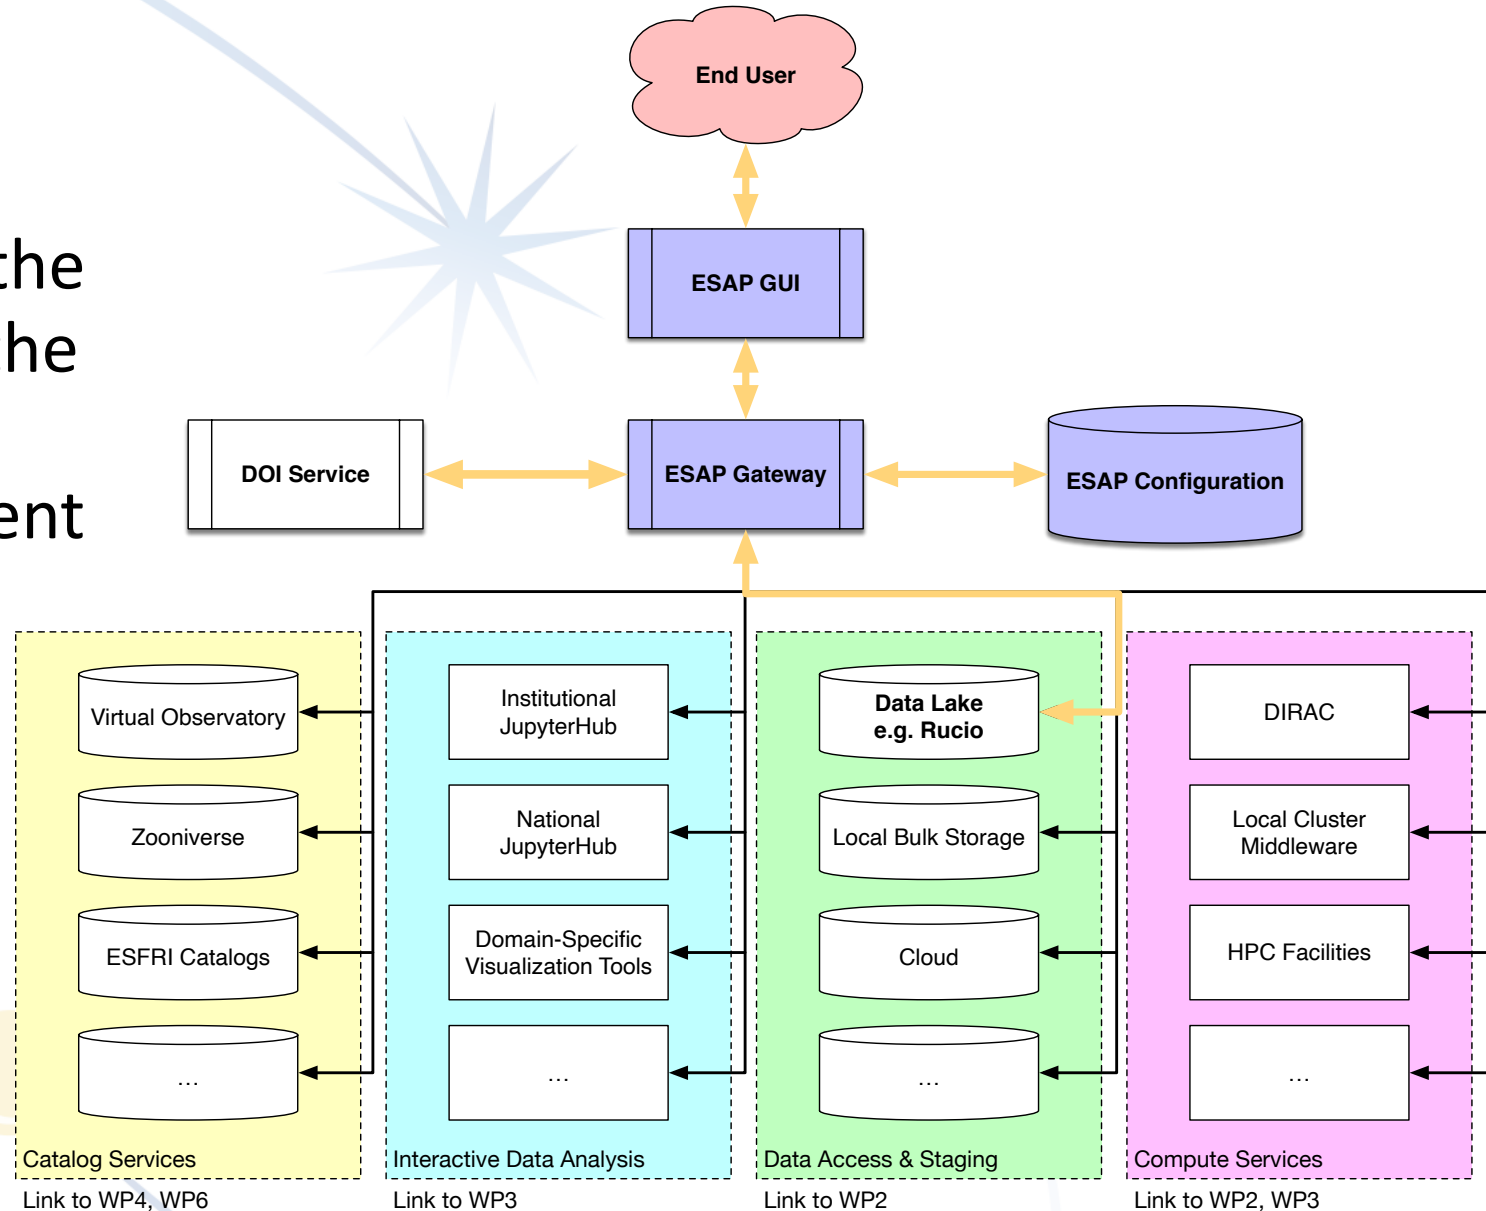 End User
the
the
ent
ESAP GUI
DOI Service
ESAP Gateway
ESAP Configuration
Virtual Observatory
Zooniverse
ESFRI Catalogs
...
Catalog Services
Link to WP4, WP6
Institutional
JupyterHub
National
JupyterHub
Domain-Specific
Visualization Tools
...
Interactive Data Analysis
Link to WP3
Data Lake
e.g. Rucio
Local Bulk Storage
Cloud
...
Data Access & Staging
Link to WP2
DIRAC
Local Cluster
Middleware
HPC Facilities
...
Compute Services
Link to WP2, WP3